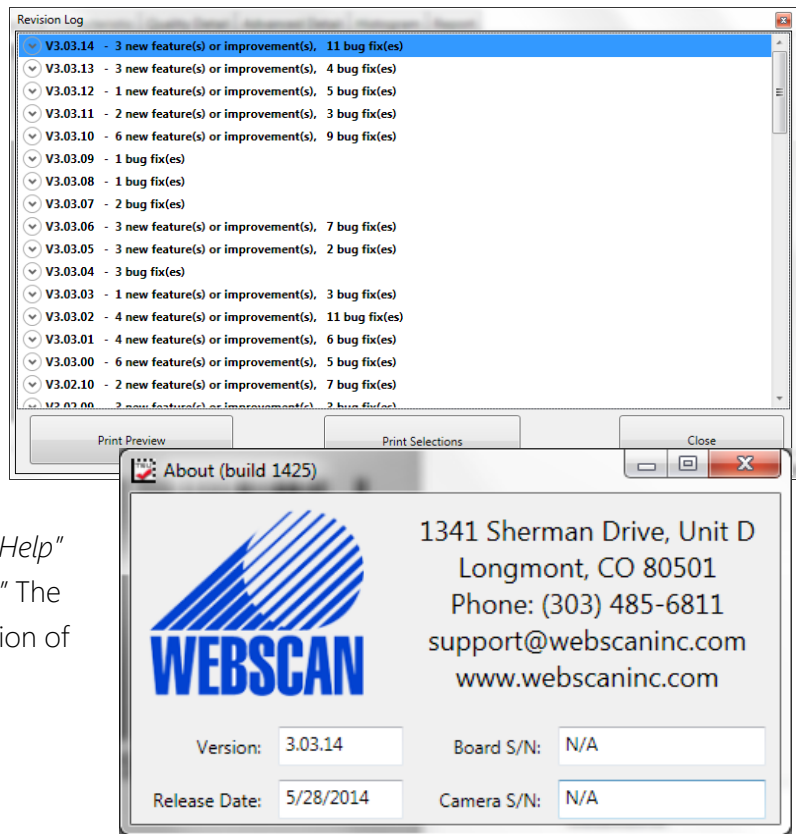 Revision Log
V3.03.14 - 3 new feature(s) or improvement(s), 11 bug fix(es)
V3.03.13 - 3 new feature(s) or improvement(s), 4 bug fix(es)
V3.03.12 - 1 new feature(s) or improvement(s), 5 bug fix(es)
V3.03.11 - 2 new feature(s) or improvement(s), 3 bug fix(es)
V3.03.10 - 6 new feature(s) or improvement(s), 9 bug fix(es)
V3.03.09 - 1 bug fix(es)
V3.03.08 - 1 bug fix(es)
V3.03.07 - 2 bug fix(es)
V3.03.06 - 3 new feature(s) or improvement(s), 7 bug fix(es)
V3.03.05 - 3 new feature(s) or improvement(s), 2 bug fix(es)
V3.03.04 - 3 bug fix(es)
V3.03.03 - 1 new feature(s) or improvement(s), 3 bug fix(es)
V3.03.02 - 4 new feature(s) or improvement(s), 11 bug fix(es)
V3.03.01 - 4 new feature(s) or improvement(s), 6 bug fix(es)
V3.03.00 - 6 new feature(s) or improvement(s), 5 bug fix(es)
V3.02.10 - 2 new feature(s) or improvement(s), 7 bug fix(es)
V3.02.09 - new feature(s) or improvement(s), bug fix(es)
Print Preview Print Selections Close
About (build 1425)
Help"
" The
ion of
WEBSCAN
1341 Sherman Drive, Unit D
Longmont, CO 80501
Phone: (303) 485-6811
support@webscaninc.com
www.webscaninc.com
Version: 3.03.14 Board S/N: N/A
Release Date: 5/28/2014 Camera S/N: N/A